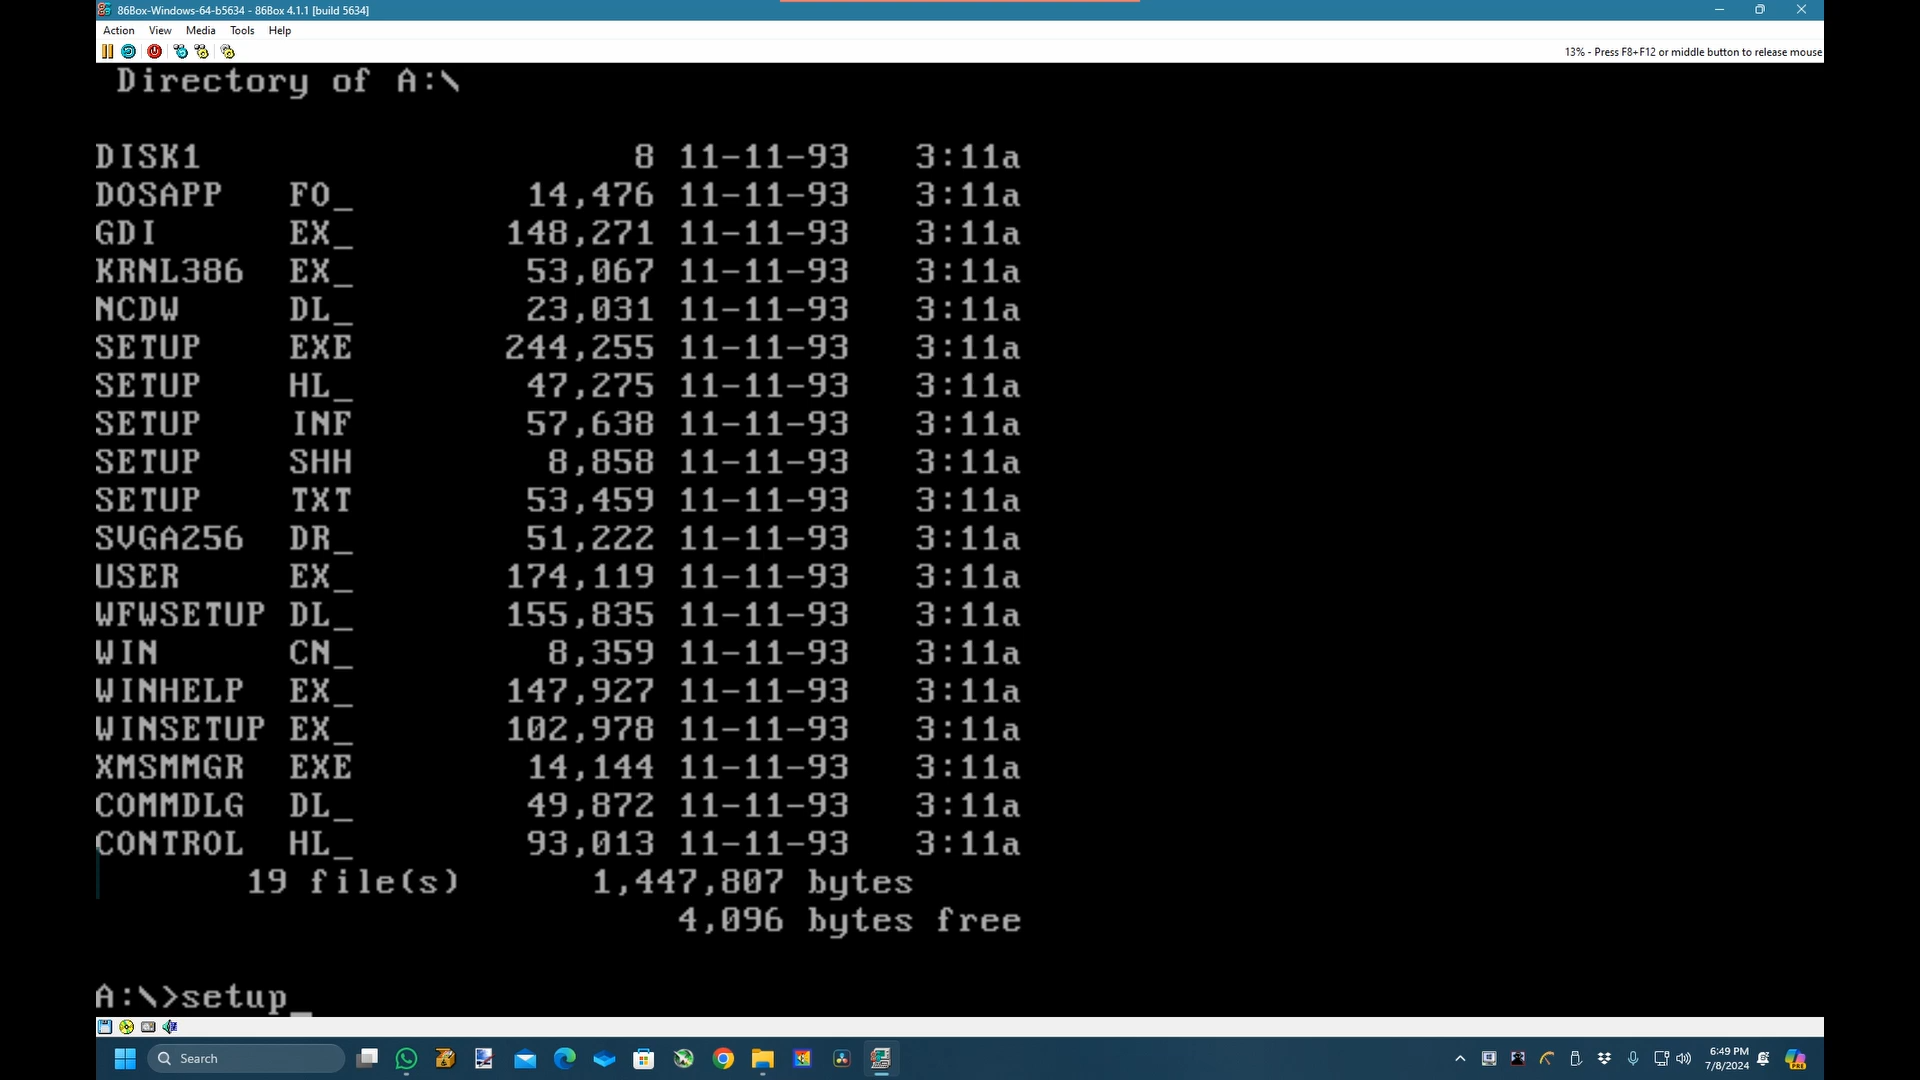 86Box-Windows-64-b5634 - 86Box 4.1.1 [build 5634]
Action View Media Tools Help
13% - Press F8+F12 or middle button to release mouse
Directory of A:\
DISK1 8 11-11-93 3:11a
DOSAPP FO_ 14,476 11-11-93 3:11a
GDI EX_ 148,271 11-11-93 3:11a
KRNL386 EX_ 53,067 11-11-93 3:11a
NCDW DL_ 23,031 11-11-93 3:11a
SETUP EXE 244,255 11-11-93 3:11a
SETUP HL_ 47,275 11-11-93 3:11a
SETUP INF 57,638 11-11-93 3:11a
SETUP SHH 8,858 11-11-93 3:11a
SETUP TXT 53,459 11-11-93 3:11a
SVGA256 DR_ 51,222 11-11-93 3:11a
USER EX_ 174,119 11-11-93 3:11a
WFWSETUP DL_ 155,835 11-11-93 3:11a
WIN CN_ 8,359 11-11-93 3:11a
WINHELP EX_ 147,927 11-11-93 3:11a
WINSETUP EX_ 102,978 11-11-93 3:11a
XMSMMGR EXE 14,144 11-11-93 3:11a
COMMDLG DL_ 49,872 11-11-93 3:11a
CONTROL HL_ 93,013 11-11-93 3:11a
19 file(s) 1,447,807 bytes
4,096 bytes free
A:\>setup_
Search
6:49 PM
7/8/2024
PRE